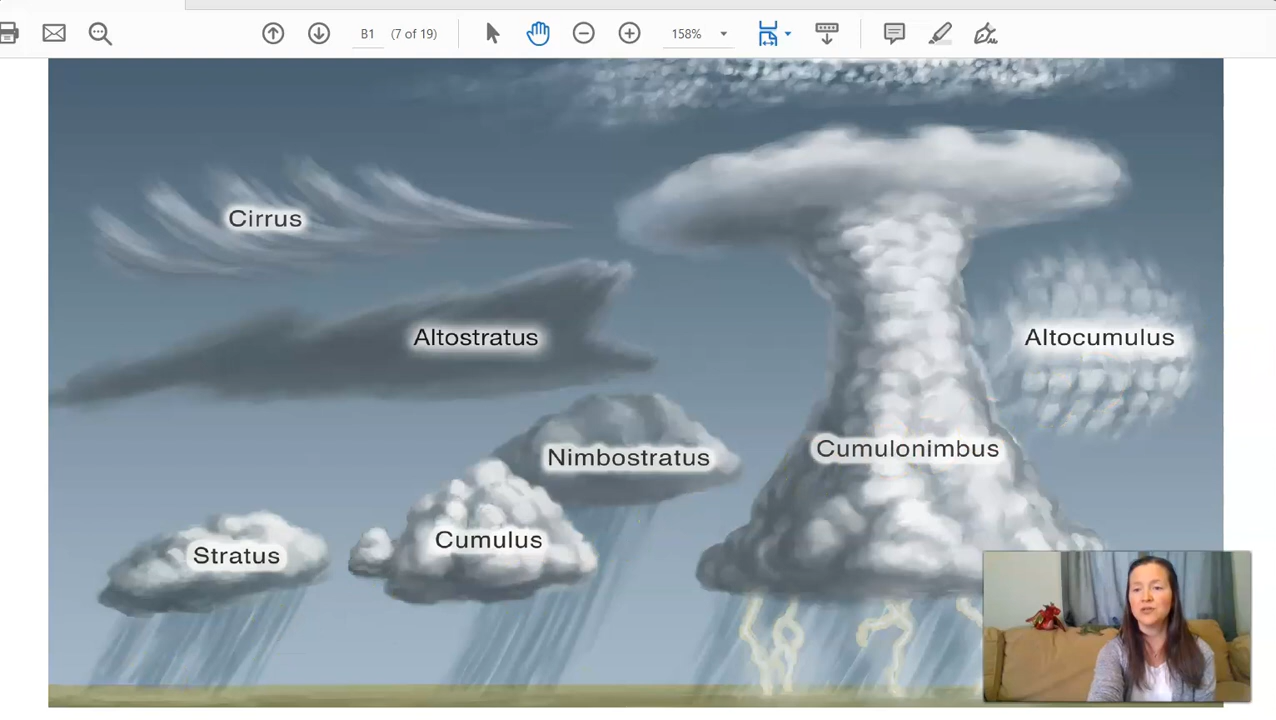 B1 (7 of 19) 158%
Cirrus
Altostratus
Altocumulus
Nimbostratus
Cumulonimbus
Stratus
Cumulus